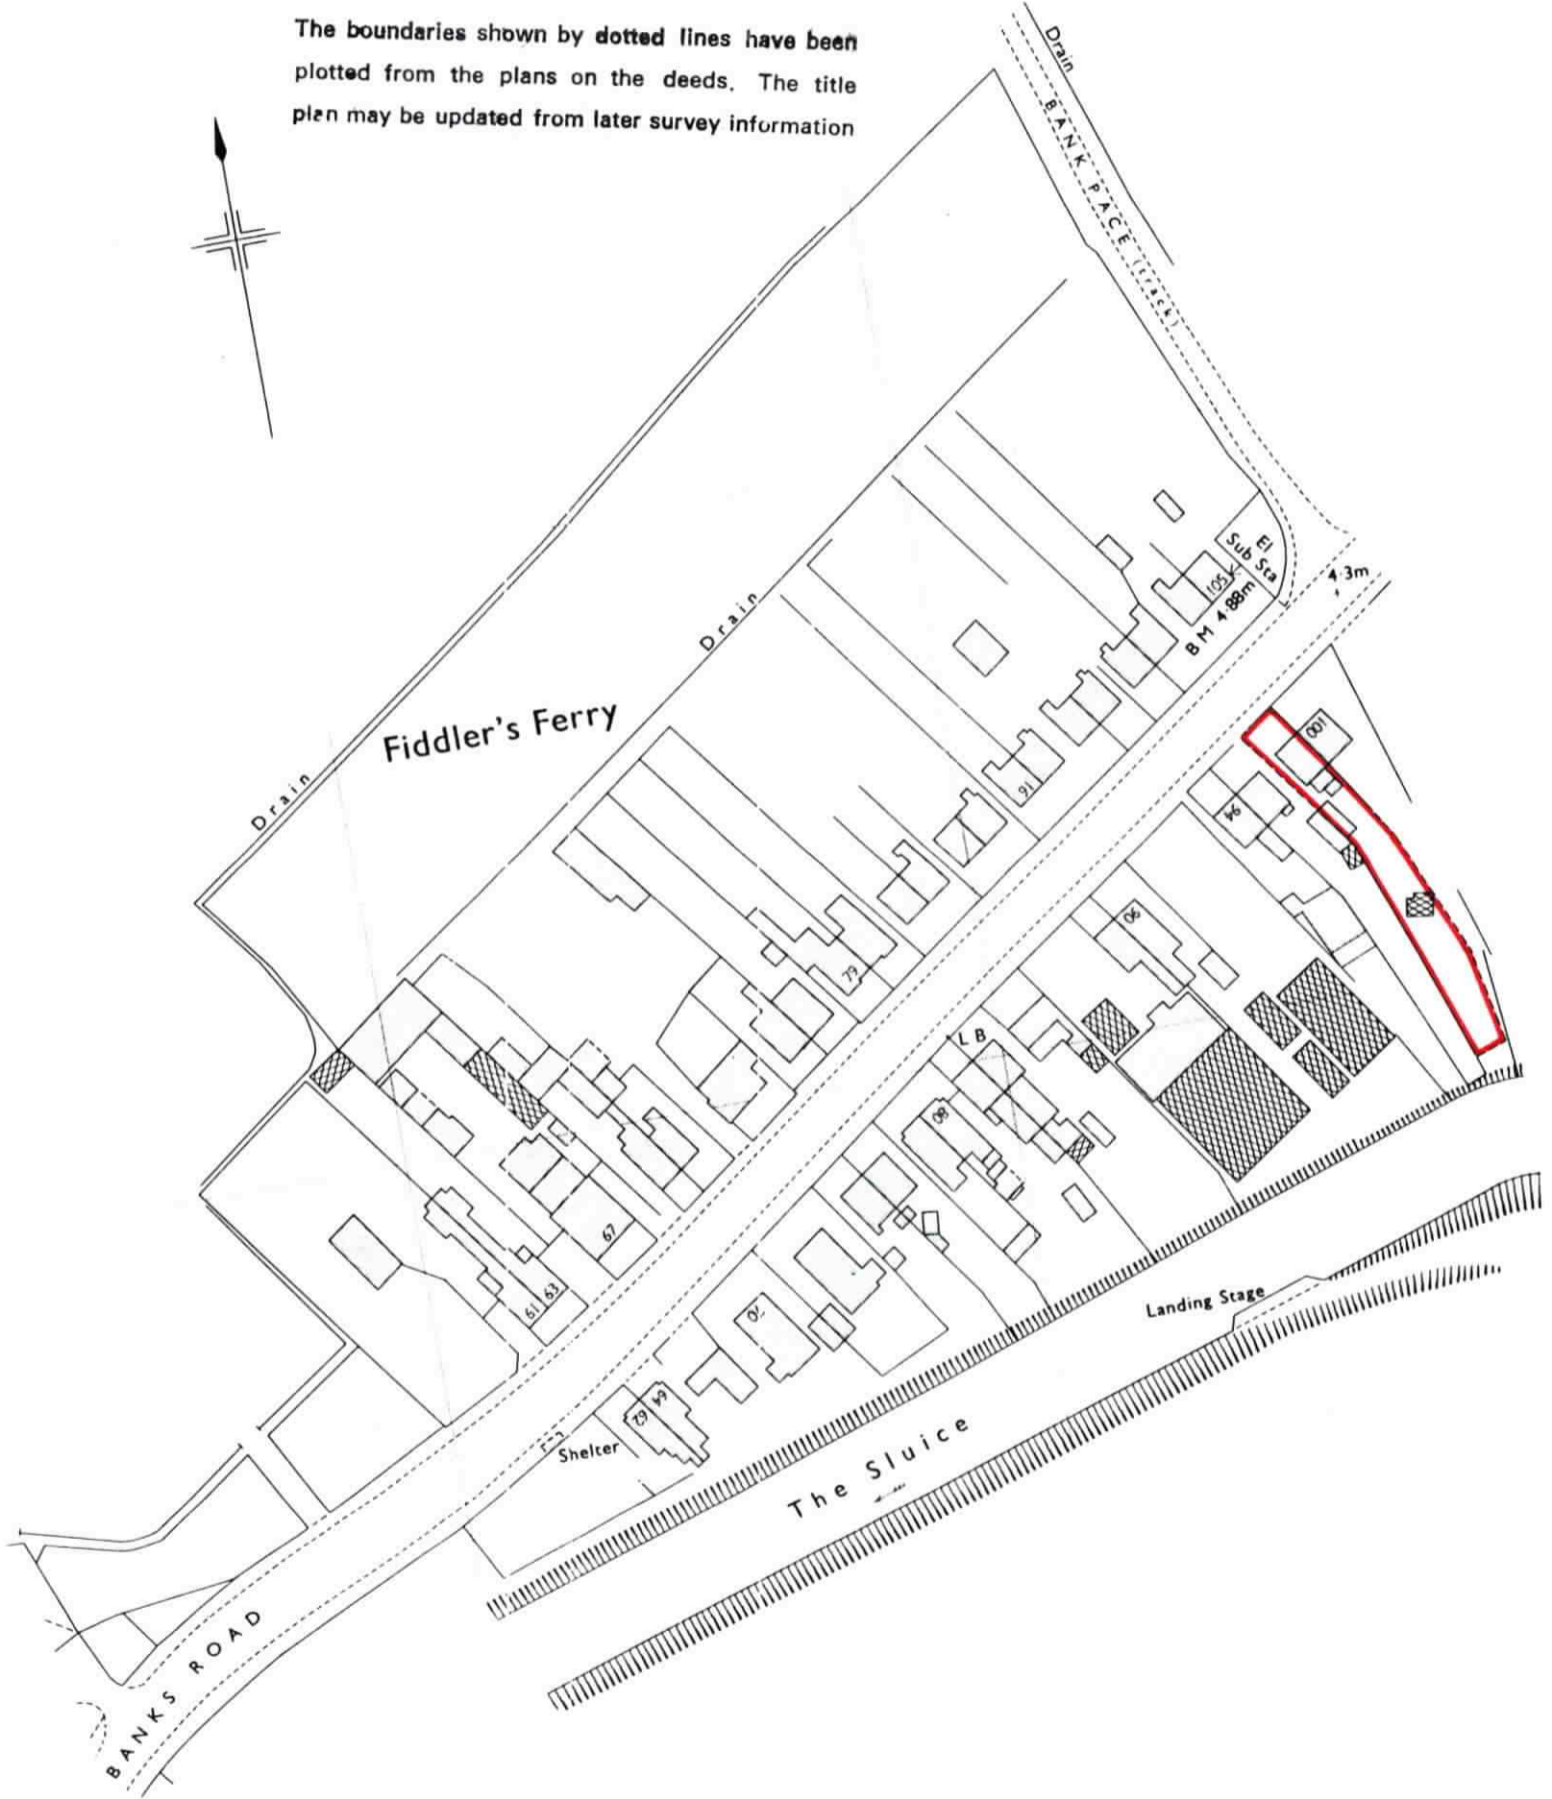 The boundaries shown by dotted lines have been
plotted from the plans on the deeds. The title
plan may be updated from later survey information
Drain
BANK PACE (track)
El
Sub Sta
4·3m
105
BM 4·88m
Drain
Fiddler's Ferry
Drain
100
94
91
90
79
LB
80
67
63
61
70
Landing Stage
64
62
Shelter
The Sluice
BANKS ROAD